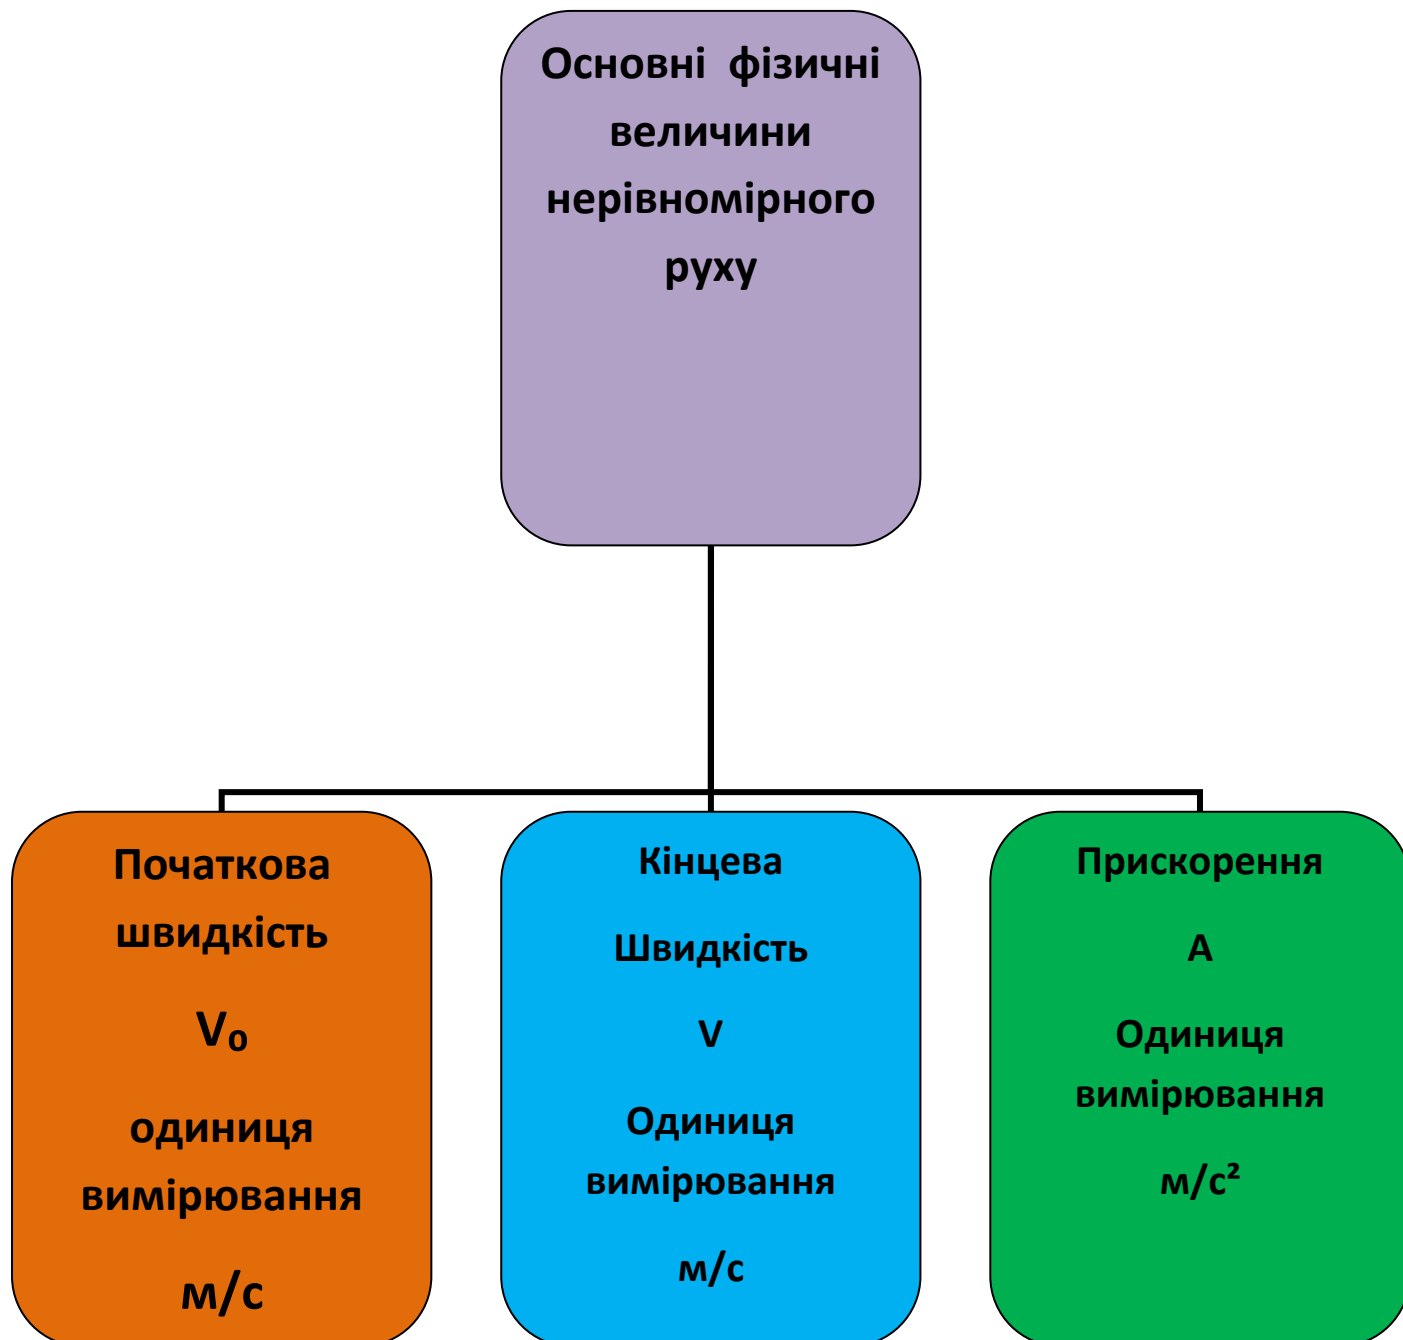 Основні фізичні
величини
нерівномірного
руху
Початкова
швидкість
V₀
одиниця
вимірювання
м/с
Кінцева
Швидкість
V
Одиниця
вимірювання
м/с
Прискорення
А
Одиниця
вимірювання
м/с²